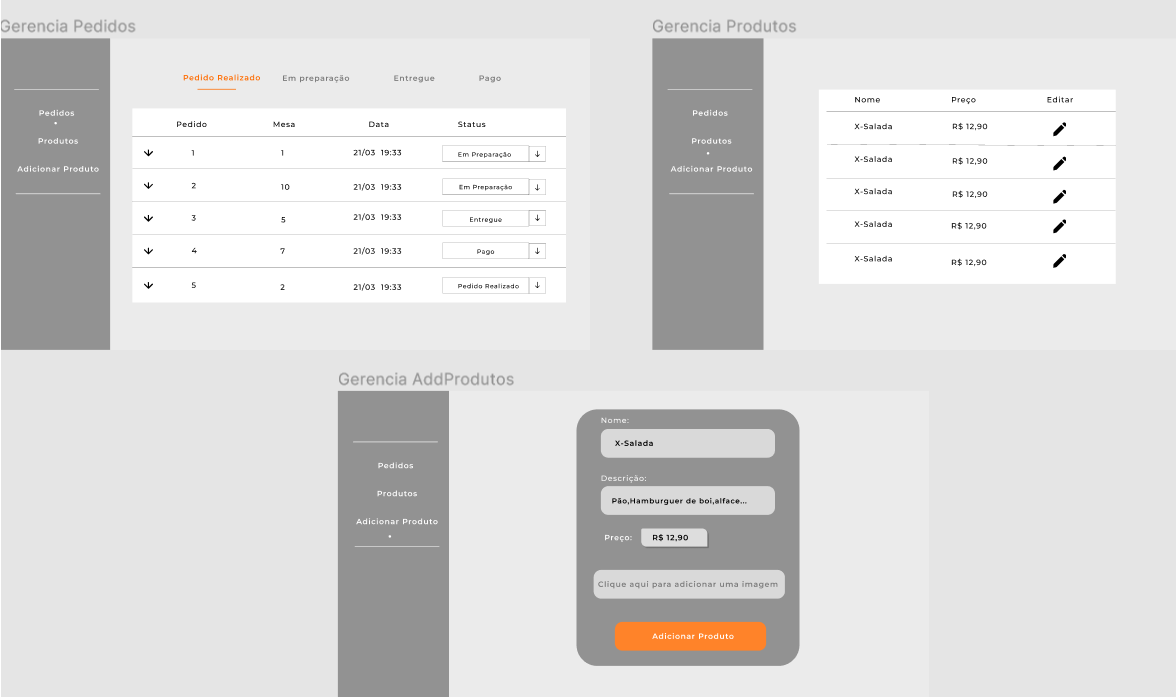 Gerencia Pedidos
Pedidos
Produtos
Adicionar Produto
Pedido Realizado Em preparação Entregue Pago
Pedido Mesa Data Status
1 1 21/03 19:33 Em Preparação
2 10 21/03 19:33 Em Preparação
3 5 21/03 19:33 Entregue
4 7 21/03 19:33 Pago
5 2 21/03 19:33 Pedido Realizado
Gerencia Produtos
Pedidos
Produtos
Adicionar Produto
Nome Preço Editar
X-Salada R$ 12,90
X-Salada R$ 12,90
X-Salada R$ 12,90
X-Salada R$ 12,90
X-Salada R$ 12,90
Gerencia AddProdutos
Pedidos
Produtos
Adicionar Produto
Nome:
X-Salada
Descrição:
Pão,Hamburguer de boi,alface...
Preço: R$ 12,90
Clique aqui para adicionar uma imagem
Adicionar Produto